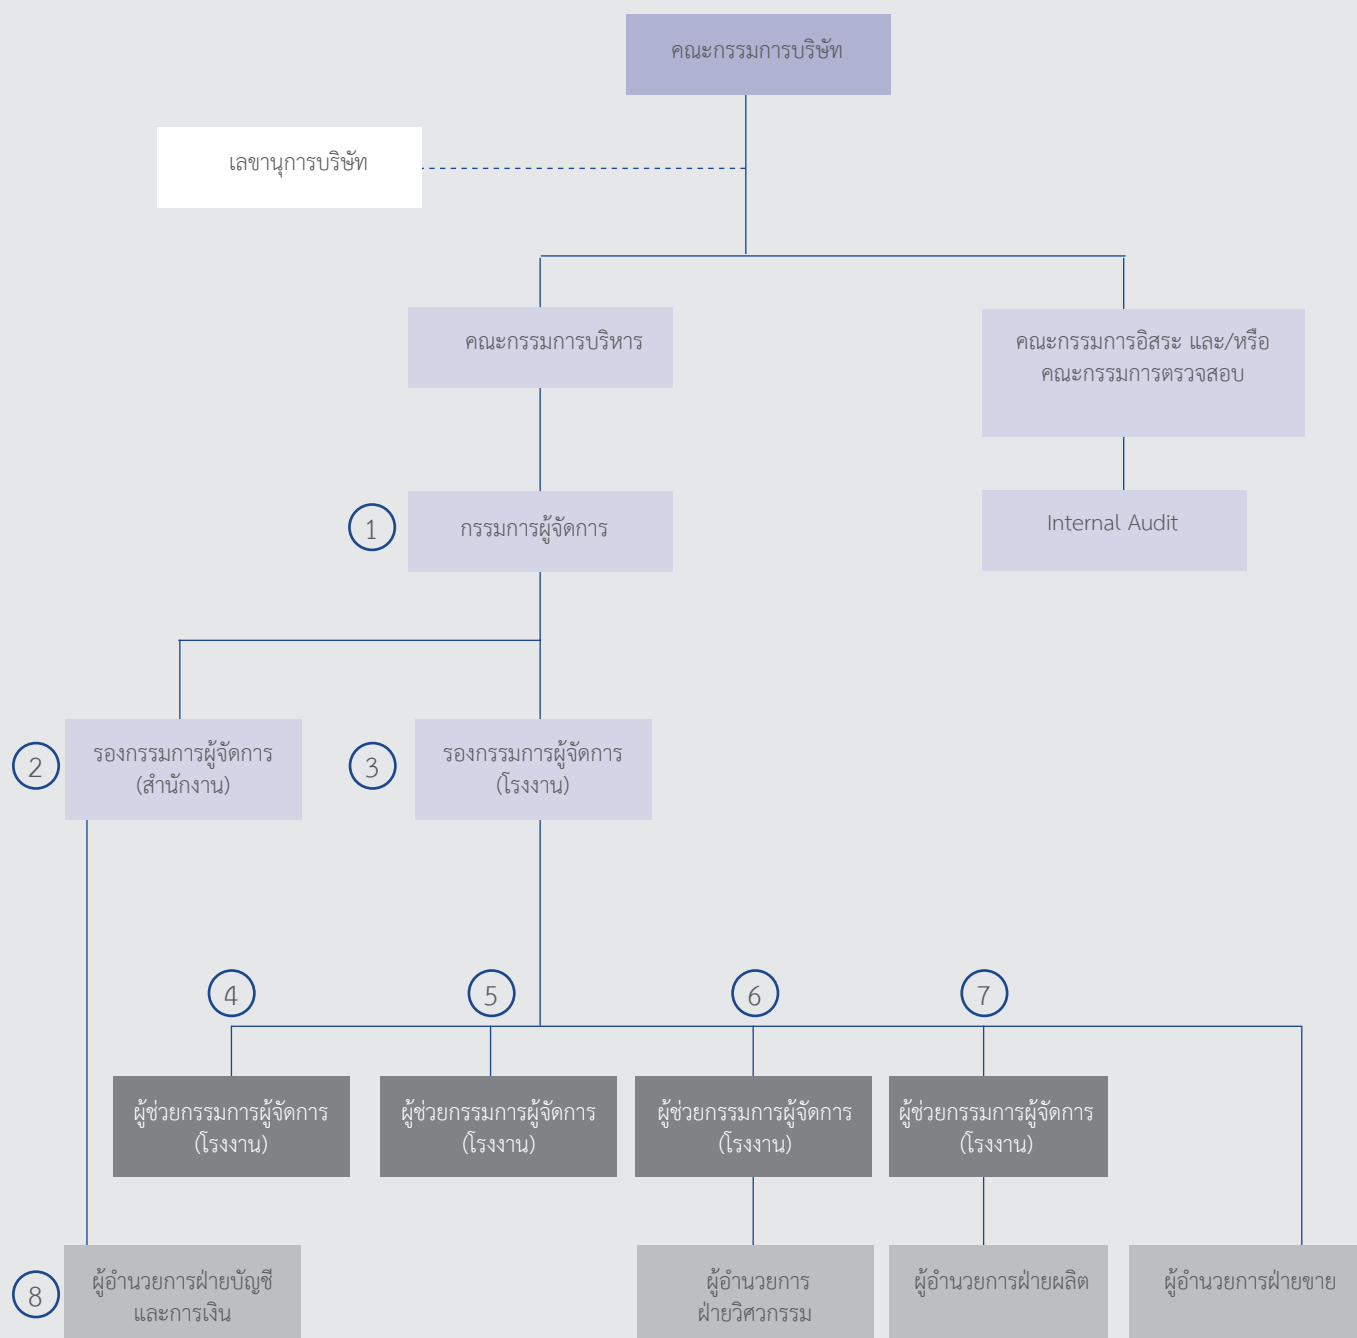 คณะกรรมการบริษัท
เลขานุการบริษัท
คณะกรรมการบริหาร
คณะกรรมการอิสระ และ/หรือ
คณะกรรมการตรวจสอบ
1
กรรมการผู้จัดการ
Internal Audit
2
รองกรรมการผู้จัดการ
(สำนักงาน)
3
รองกรรมการผู้จัดการ
(โรงงาน)
4
5
6
7
ผู้ช่วยกรรมการผู้จัดการ
(โรงงาน)
ผู้ช่วยกรรมการผู้จัดการ
(โรงงาน)
ผู้ช่วยกรรมการผู้จัดการ
(โรงงาน)
ผู้ช่วยกรรมการผู้จัดการ
(โรงงาน)
8
ผู้อำนวยการฝ่ายบัญชี
และการเงิน
ผู้อำนวยการ
ฝ่ายวิศวกรรม
ผู้อำนวยการฝ่ายผลิต
ผู้อำนวยการฝ่ายขาย